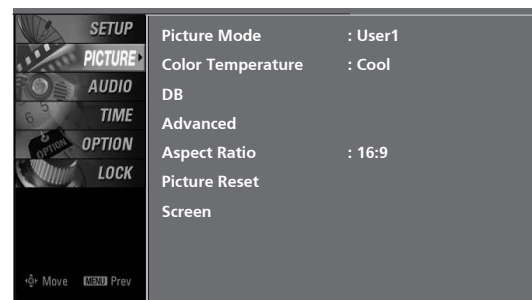 SETUP
PICTURE
AUDIO
TIME
OPTION
LOCK
Move MENU Prev
Picture Mode : User1
Color Temperature : Cool
DB
Advanced
Aspect Ratio : 16:9
Picture Reset
Screen